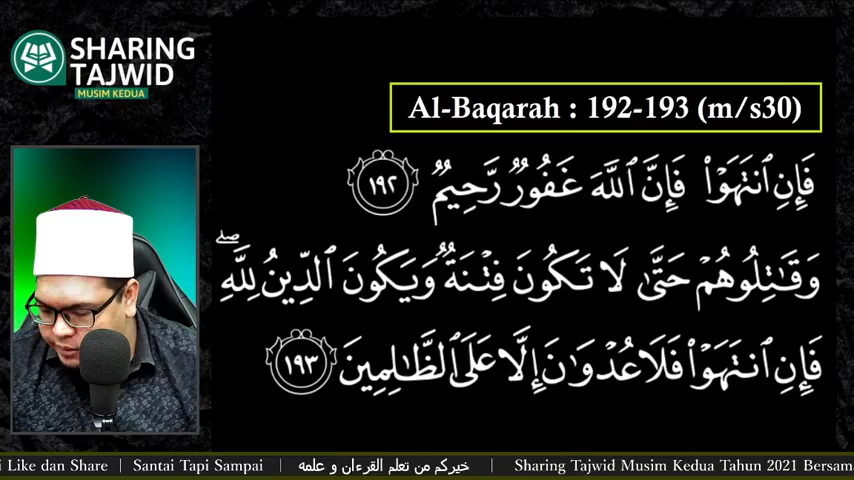 SHARING
TAJWID
MUSIM KEDUA
Al-Baqarah : 192-193 (m/s30)
فَإِنِ ٱنتَهَوْا۟ فَإِنَّ ٱللَّهَ غَفُورٌ رَّحِيمٌ ١٩٢
وَقَـٰتِلُوهُمْ حَتَّىٰ لَا تَكُونَ فِتْنَةٌ وَيَكُونَ ٱلدِّينُ لِلَّهِ ۖ
فَإِنِ ٱنتَهَوْا۟ فَلَا عُدْوَٰنَ إِلَّا عَلَى ٱلظَّـٰلِمِينَ ١٩٣
i Like dan Share | Santai Tapi Sampai | خيركم من تعلم القرءان و علمه | Sharing Tajwid Musim Kedua Tahun 2021 Bersama